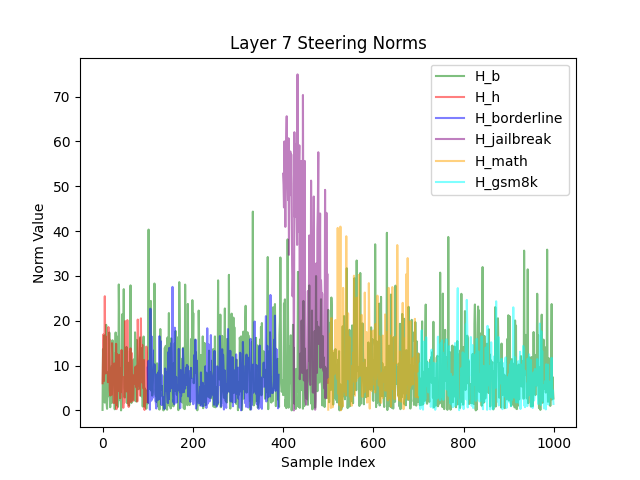 Layer 7 Steering Norms
H_b
H_h
H_borderline
H_jailbreak
H_math
H_gsm8k
Norm Value
70
60
50
40
30
20
10
0
0 200 400 600 800 1000
Sample Index